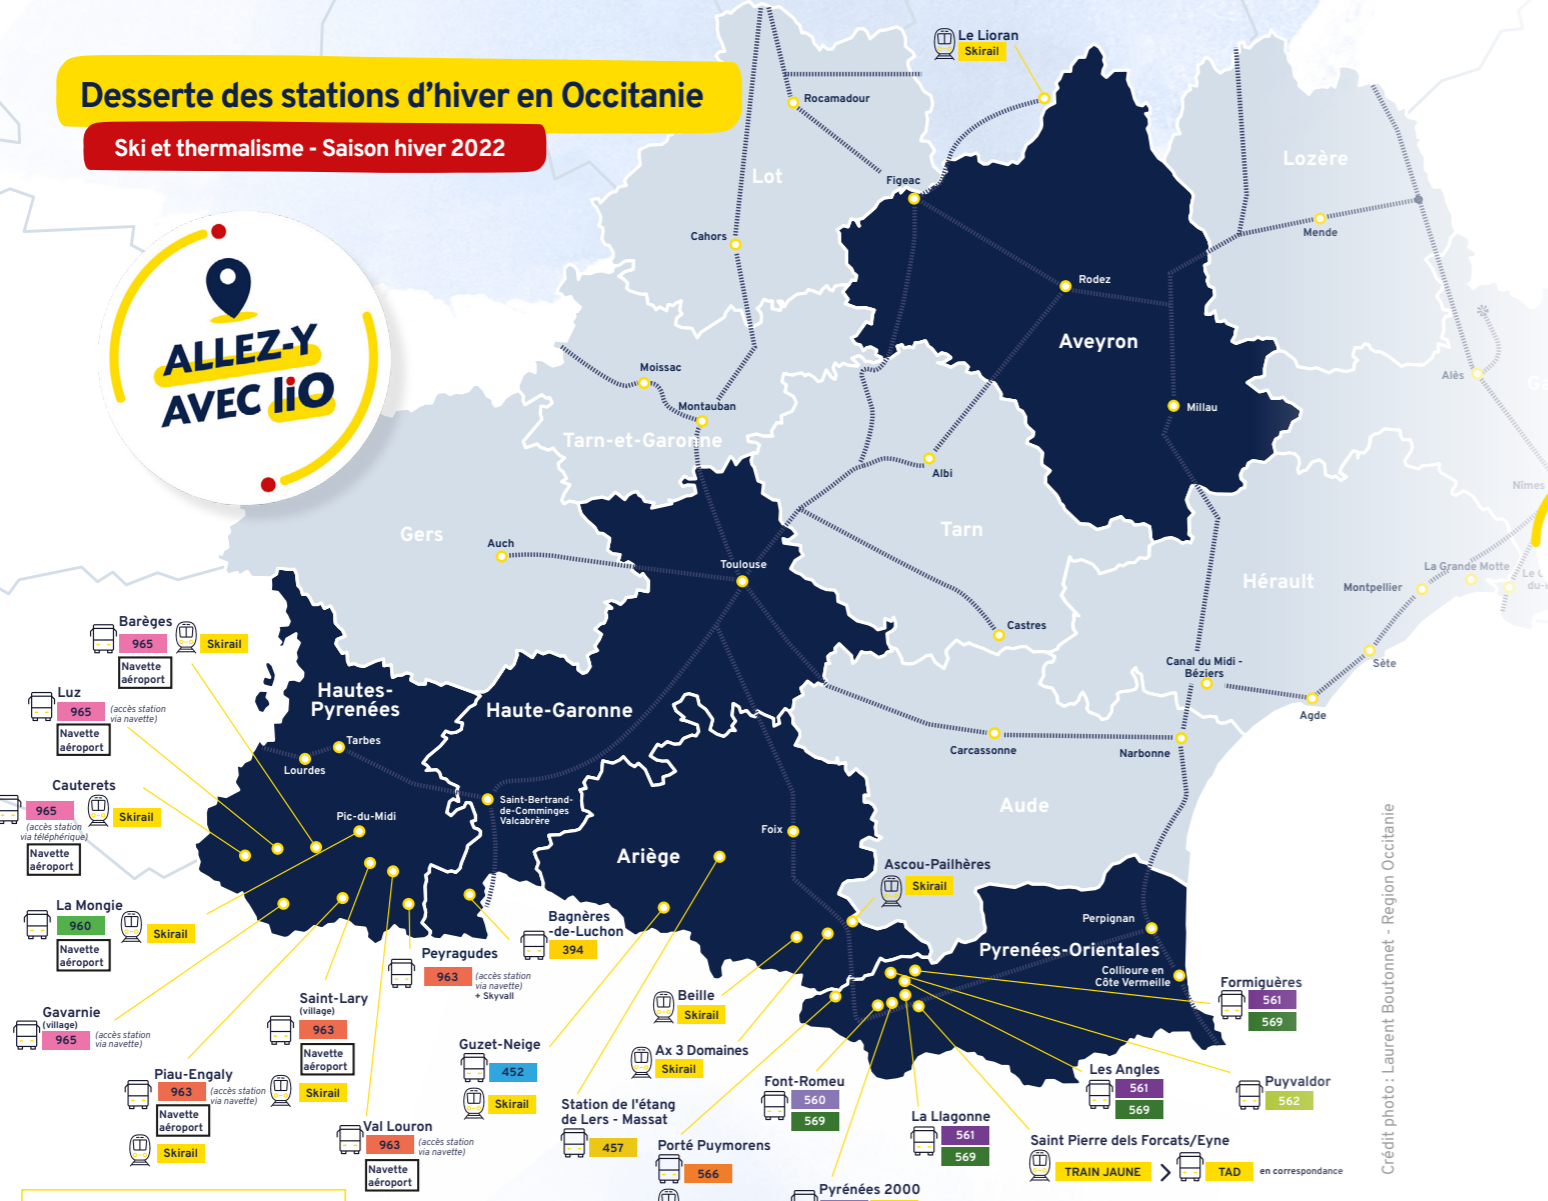 Desserte des stations d'hiver en Occitanie
Ski et thermalisme - Saison hiver 2022
ALLEZ-Y
AVEC liO
Le Lioran
Skirail
Rocamadour
Lot
Figeac
Cahors
Lozère
Mende
Rodez
Aveyron
Millau
Moissac
Montauban
Tarn-et-Garonne
Alès
Ga
Nîmes
Albi
Tarn
Gers
Auch
Toulouse
Castres
Hérault
La Grande Motte
Montpellier
Sète
Canal du Midi -
Béziers
Agde
Carcassonne
Narbonne
Aude
Barèges
965
Skirail
Navette
aéroport
Luz
965
(accès station
via navette)
Navette
aéroport
Cauterets
965
Skirail
(accès station
via téléphérique)
Navette
aéroport
La Mongie
960
Skirail
Navette
aéroport
Gavarnie
(village)
965
(accès station
via navette)
Piau-Engaly
963
(accès station
via navette)
Navette
aéroport
Skirail
Saint-Lary
(village)
963
Navette
aéroport
Skirail
Val Louron
963
(accès station
via navette)
Navette
aéroport
Peyragudes
963
(accès station
via navette)
+ Skyvall
Hautes-
Pyrenées
Tarbes
Lourdes
Pic-du-Midi
Haute-Garonne
Saint-Bertrand-
de-Comminges
Valcabrère
Bagnères
-de-Luchon
394
Ariège
Foix
Ascou-Pailhères
Skirail
Beille
Skirail
Ax 3 Domaines
Skirail
Guzet-Neige
452
Skirail
Station de l'étang
de Lers - Massat
457
Porté Puymorens
566
Font-Romeu
560
569
Pyrénées 2000
La Llagonne
561
569
Perpignan
Pyrenées-Orientales
Collioure en
Côte Vermeille
Formiguères
561
569
Les Angles
561
569
Puyvaldor
562
Saint Pierre dels Forcats/Eyne
TRAIN JAUNE
TAD
en correspondance
Crédit photo : Laurent Boutonnet - Region Occitanie